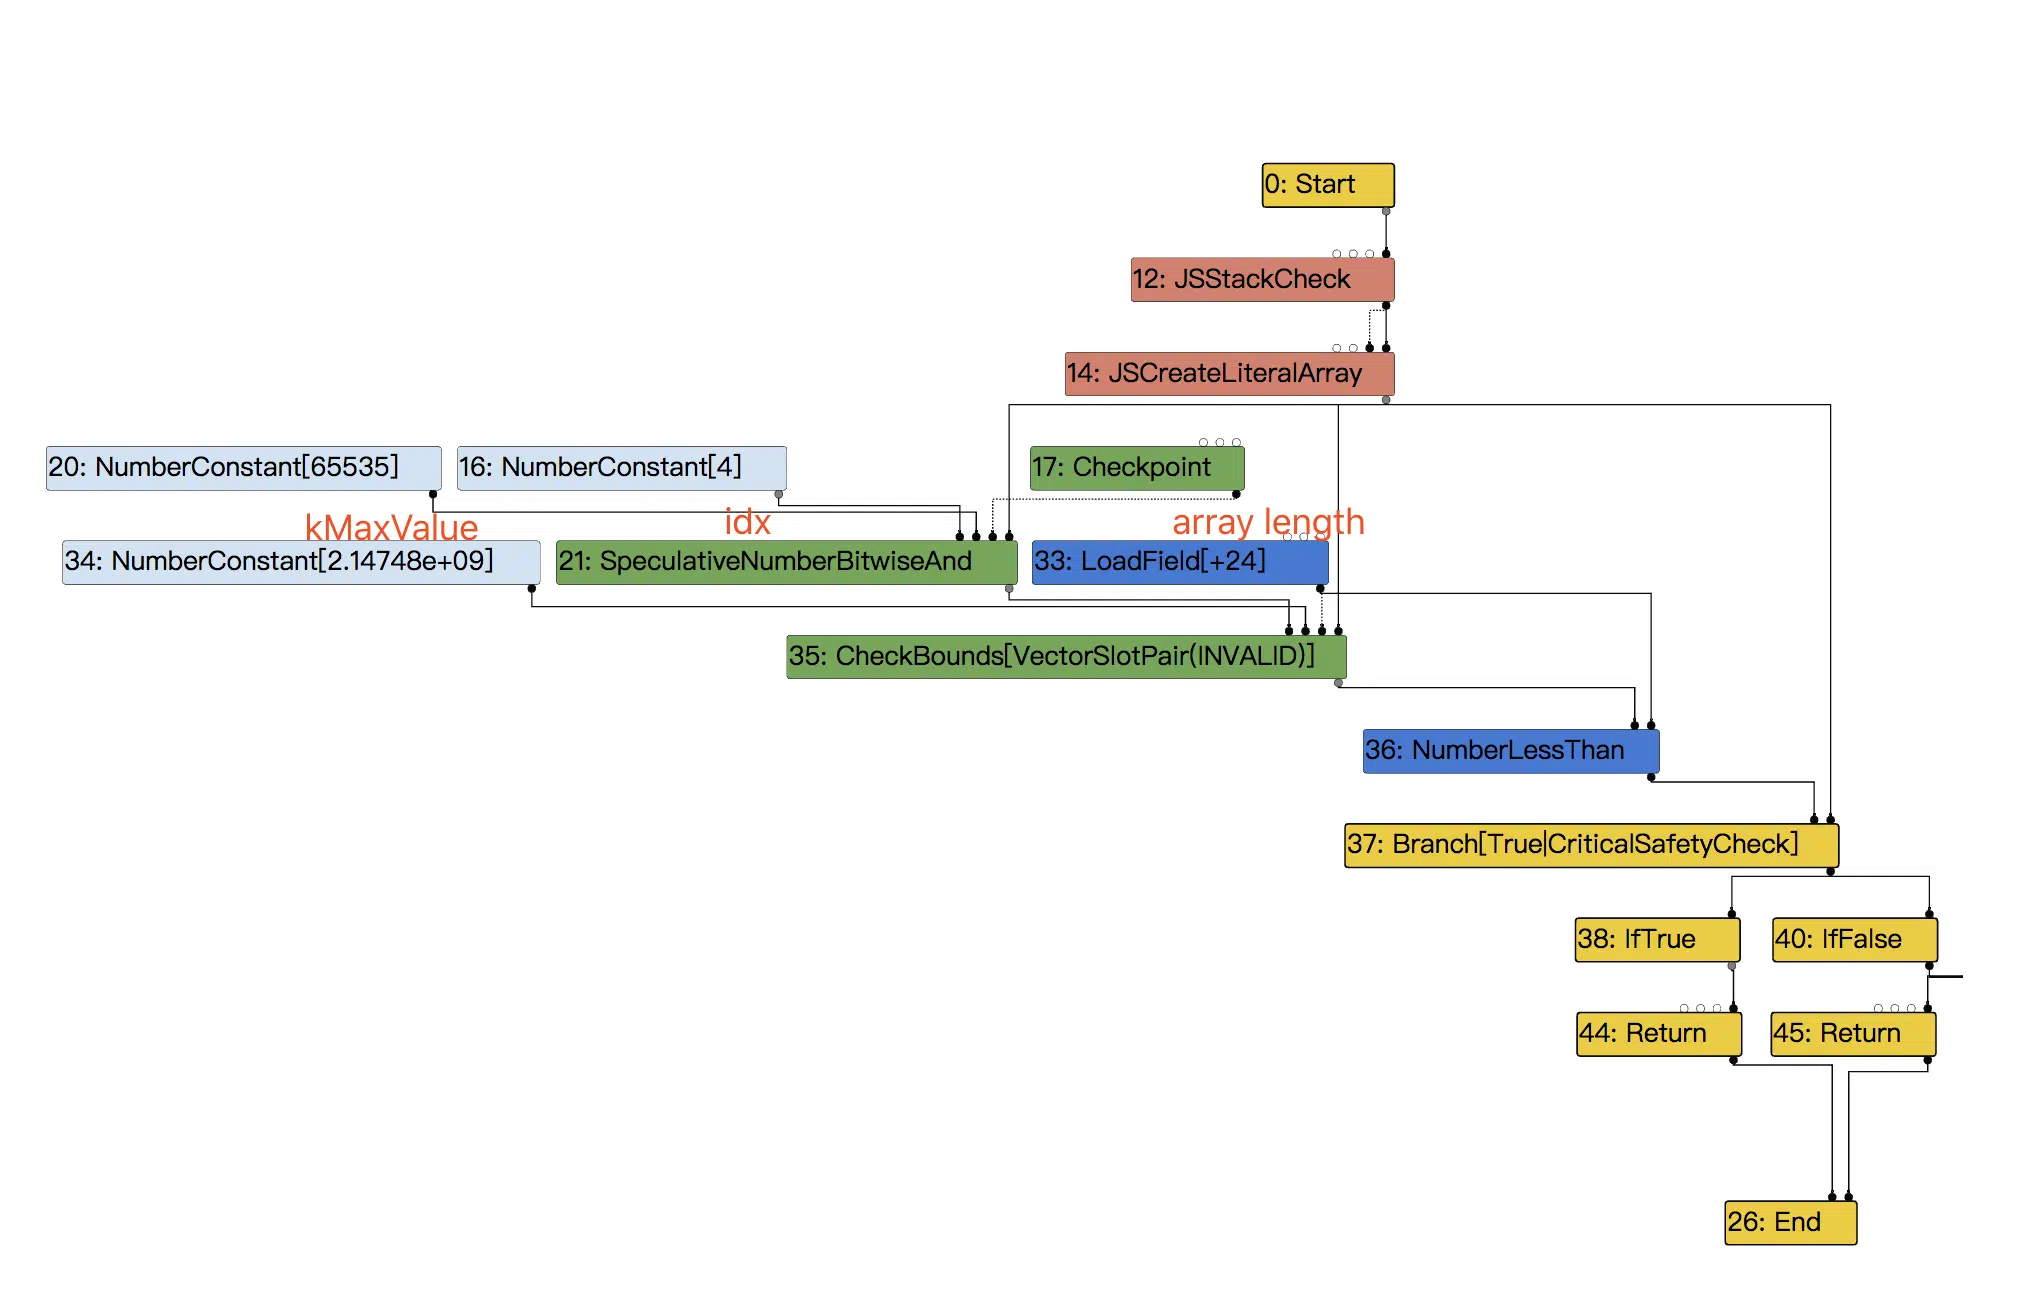 0: Start
12: JSStackCheck
14: JSCreateLiteralArray
20: NumberConstant[65535]
16: NumberConstant[4]
17: Checkpoint
kMaxValue
idx
array length
34: NumberConstant[2.14748e+09]
21: SpeculativeNumberBitwiseAnd
33: LoadField[+24]
35: CheckBounds[VectorSlotPair(INVALID)]
36: NumberLessThan
37: Branch[True|CriticalSafetyCheck]
38: IfTrue
40: IfFalse
44: Return
45: Return
26: End